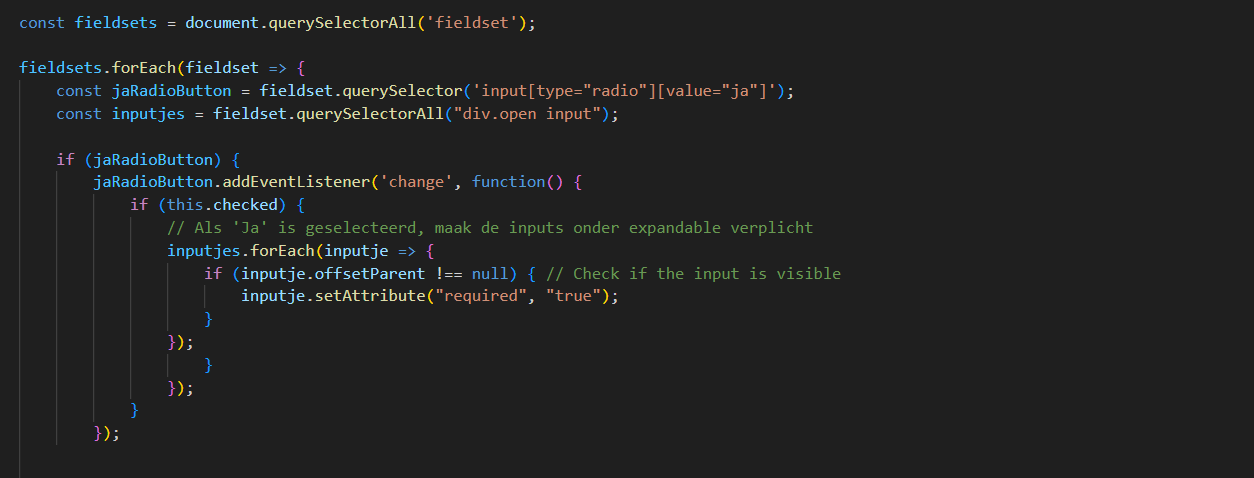 const fieldsets = document.querySelectorAll('fieldset');
fieldsets.forEach(fieldset => {
const jaRadioButton = fieldset.querySelector('input[type="radio"][value="ja"]');
const inputjes = fieldset.querySelectorAll("div.open input");
if (jaRadioButton) {
jaRadioButton.addEventListener('change', function() {
if (this.checked) {
// Als 'Ja' is geselecteerd, maak de inputs onder expandable verplicht
inputjes.forEach(inputje => {
if (inputje.offsetParent !== null) { // Check if the input is visible
inputje.setAttribute("required", "true");
}
});
}
});
}
});